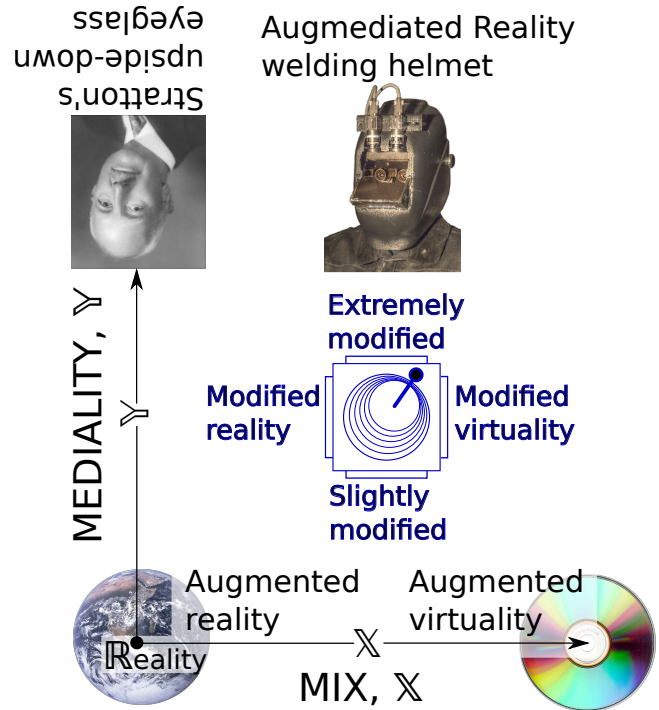 Stratton's
upside-down
eyeglass
Augmediated Reality
welding helmet
MEDIALITY, 𝕐
𝕐
Extremely
modified
Modified
reality
Modified
virtuality
Slightly
modified
Augmented
reality
Augmented
virtuality
ℝeality
𝕏
MIX, 𝕏